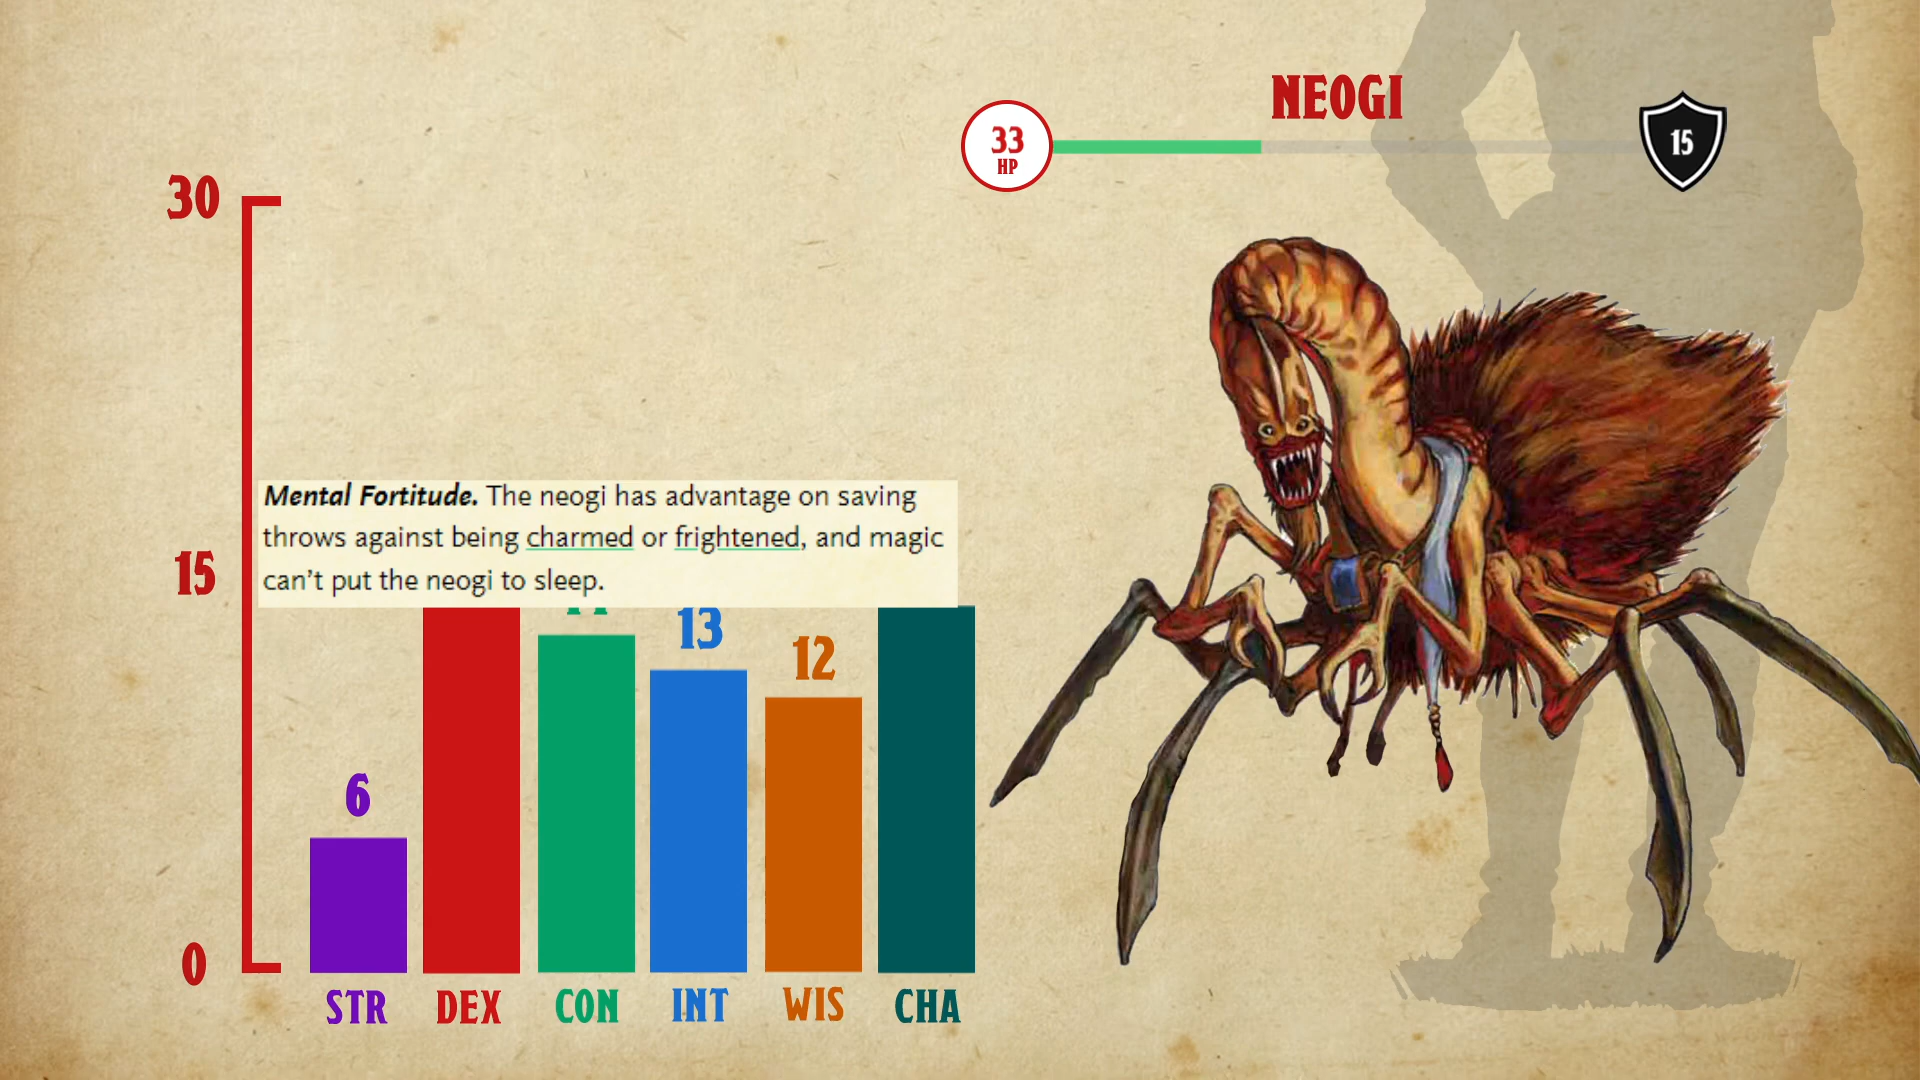 NEOGI
33
HP
15
30
Mental Fortitude. The neogi has advantage on saving
throws against being charmed or frightened, and magic
can't put the neogi to sleep.
15
13
12
6
0
STR DEX CON INT WIS CHA